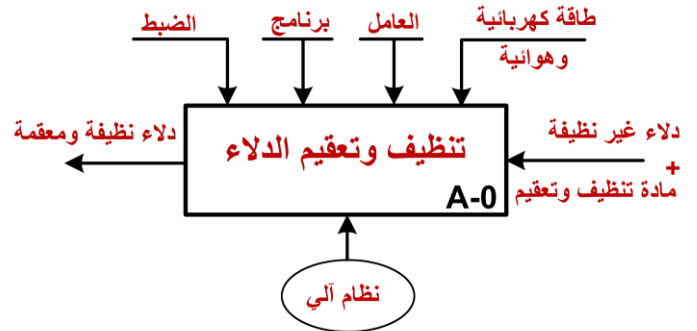 طاقة كهربائية
وهوائية
العامل
برنامج
الضبط
دلاء غير نظيفة
+
مادة تنظيف وتعقيم
تنظيف وتعقيم الدلاء
A-0
دلاء نظيفة ومعقمة
نظام آلي